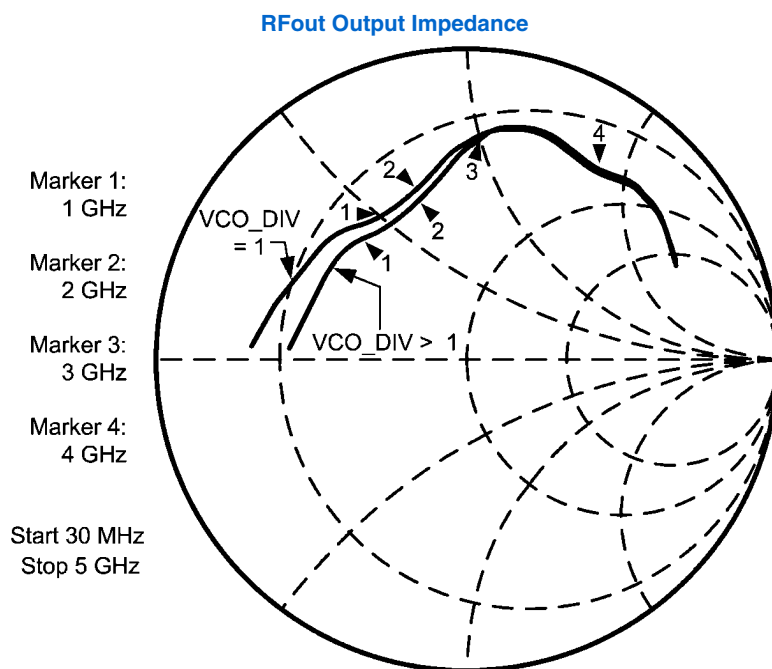 RFout Output Impedance
Marker 1:
1 GHz
Marker 2:
2 GHz
Marker 3:
3 GHz
Marker 4:
4 GHz
Start 30 MHz
Stop 5 GHz
VCO_DIV
= 1
VCO_DIV > 1
1
2
3
4
1
2